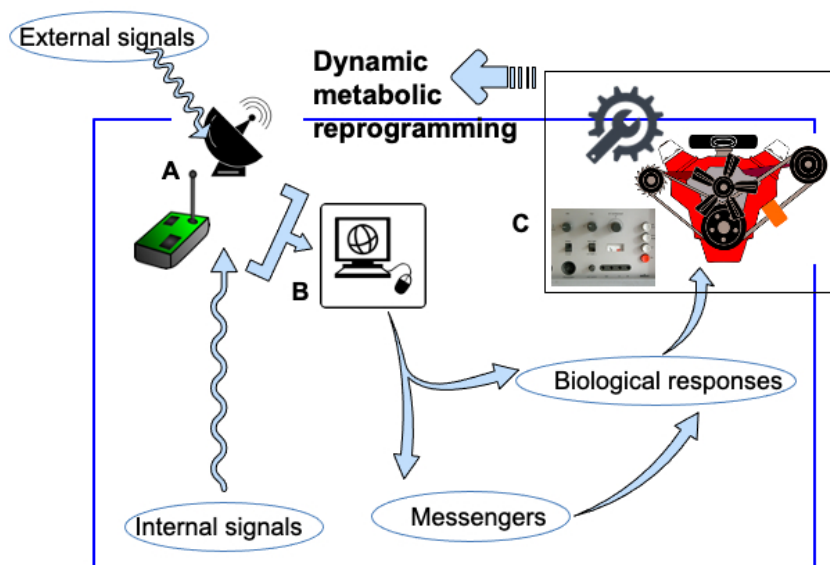 External signals
Dynamic
metabolic
reprogramming
A
C
B
Biological responses
Messengers
Internal signals